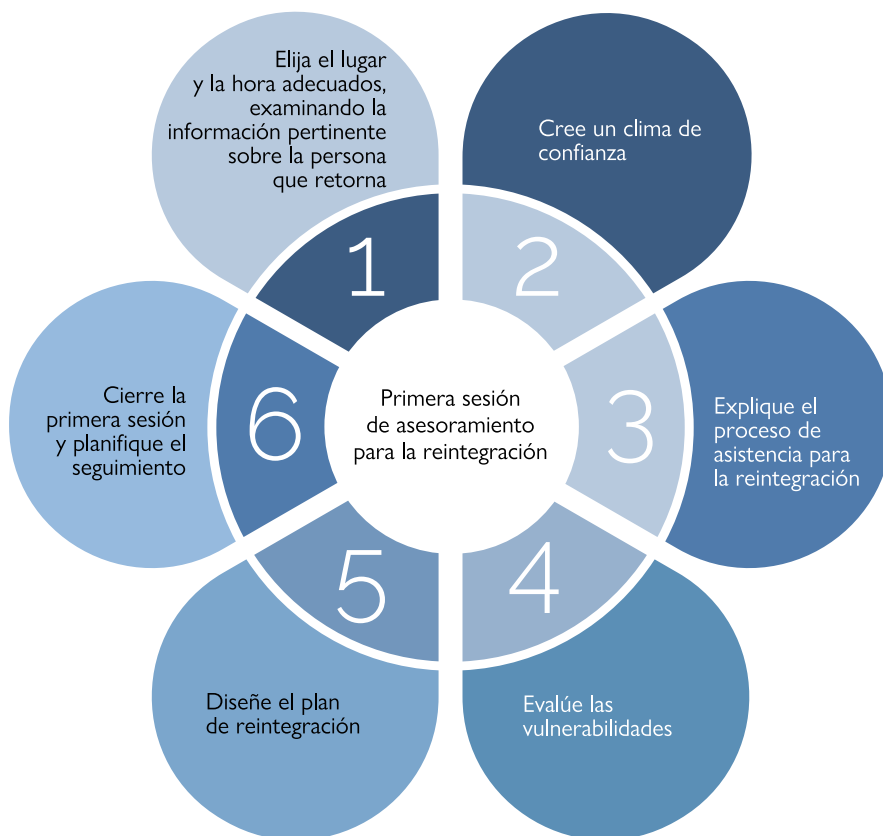 Elija el lugar
y la hora adecuados,
examinando la
información pertinente
sobre la persona
que retorna
1
Cree un clima de
confianza
2
Explique el
proceso de
asistencia para
la reintegración
3
Evalúe las
vulnerabilidades
4
Diseñe el plan
de reintegración
5
Cierre la
primera sesión
y planifique el
seguimiento
6
Primera sesión
de asesoramiento
para la reintegración